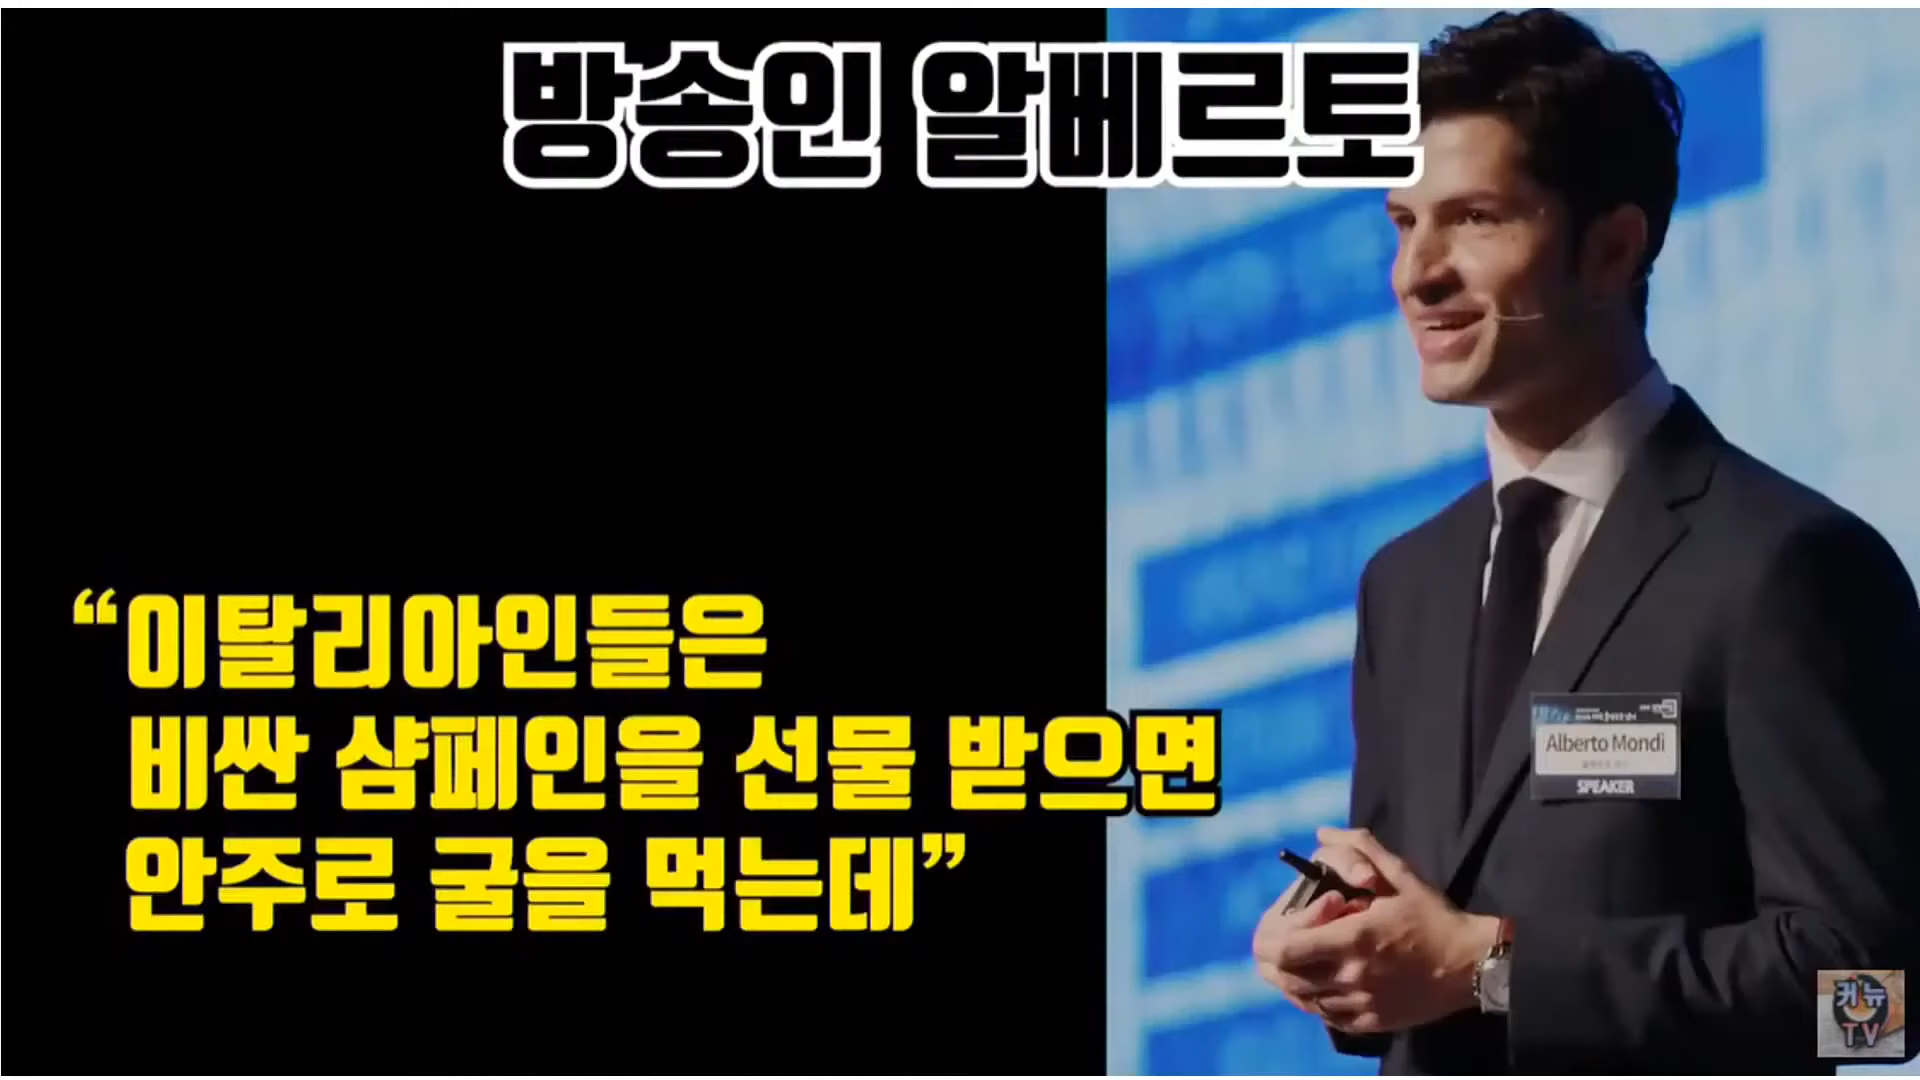 방송인 알베르토
“이탈리아인들은
비싼 샴페인을 선물 받으면
안주로 굴을 먹는데”
Alberto Mondi
SPEAKER
커뉴
TV